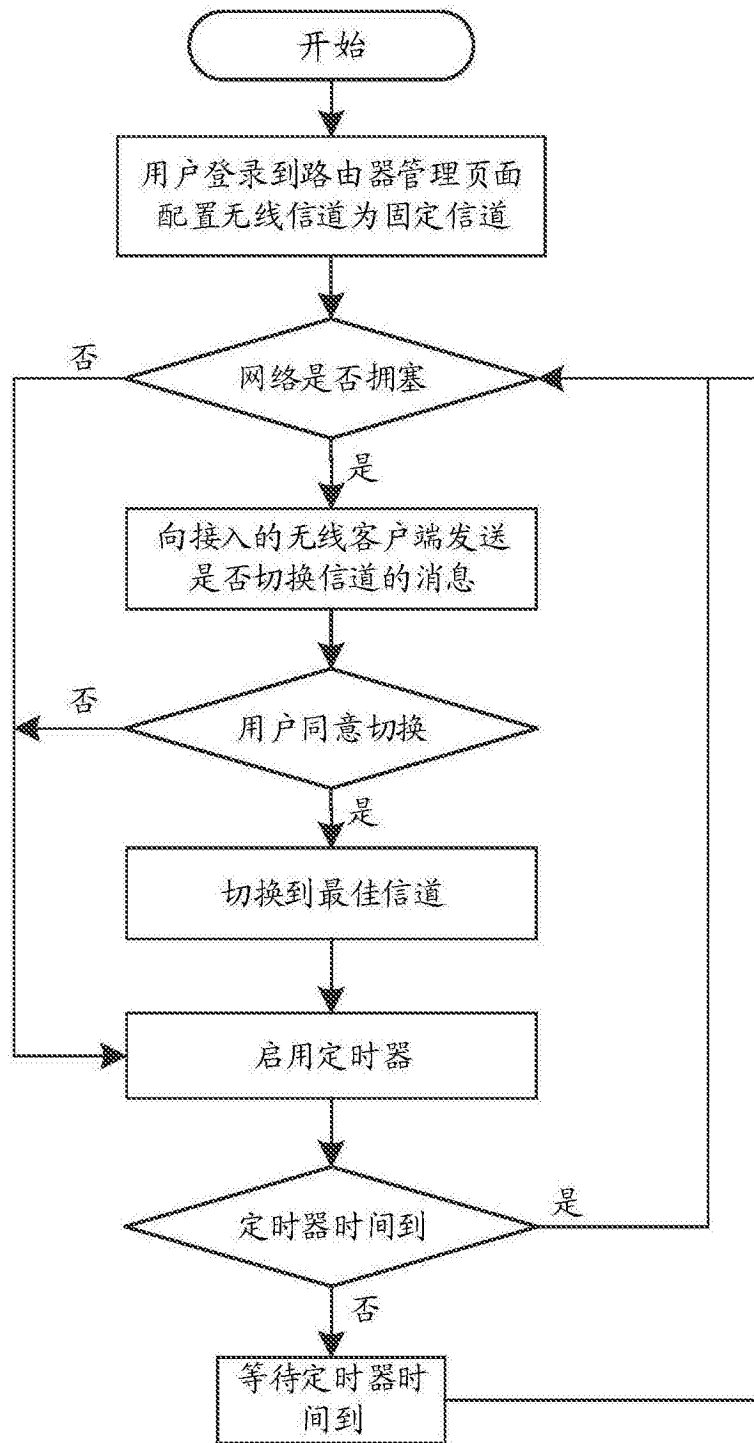 开始
用户登录到路由器管理页面
配置无线信道为固定信道
否
网络是否拥塞
是
向接入的无线客户端发送
是否切换信道的消息
否
用户同意切换
是
切换到最佳信道
启用定时器
定时器时间到
是
否
等待定时器时
间到